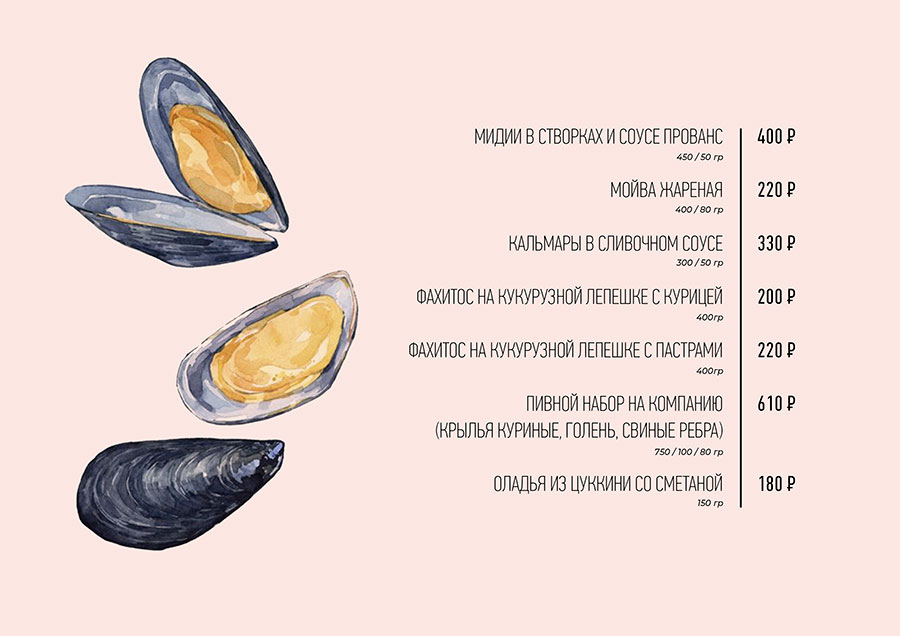 МИДИИ В СТВОРКАХ И СОУСЕ ПРОВАНС 400 ₽
450 / 50 гр
МОЙВА ЖАРЕНАЯ 220 ₽
400 / 80 гр
КАЛЬМАРЫ В СЛИВОЧНОМ СОУСЕ 330 ₽
300 / 50 гр
ФАХИТОС НА КУКУРУЗНОЙ ЛЕПЕШКЕ С КУРИЦЕЙ 200 ₽
400гр
ФАХИТОС НА КУКУРУЗНОЙ ЛЕПЕШКЕ С ПАСТРАМИ 220 ₽
400гр
ПИВНОЙ НАБОР НА КОМПАНИЮ 610 ₽
(КРЫЛЬЯ КУРИНЫЕ, ГОЛЕНЬ, СВИНЫЕ РЕБРА)
750 / 100 / 80 гр
ОЛАДЬЯ ИЗ ЦУККИНИ СО СМЕТАНОЙ 180 ₽
150 гр